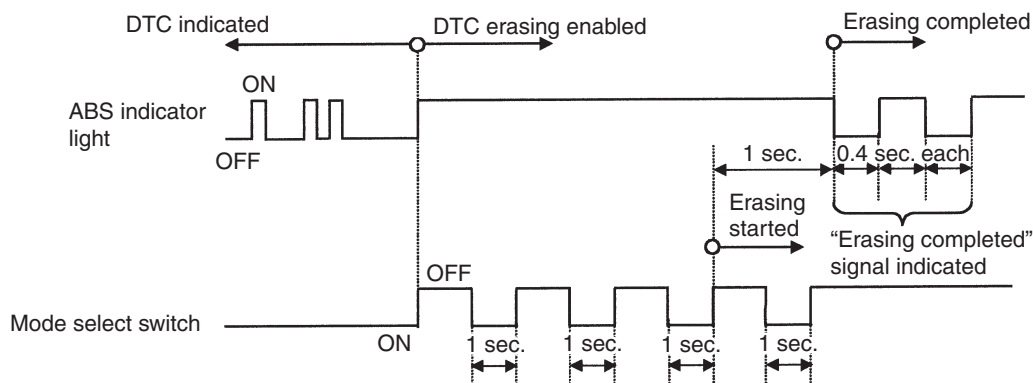 DTC indicated
DTC erasing enabled
Erasing completed
ON
ABS indicator
light
OFF
1 sec.
0.4 sec. each
Erasing
started
"Erasing completed"
signal indicated
OFF
Mode select switch
ON
1 sec.
1 sec.
1 sec.
1 sec.